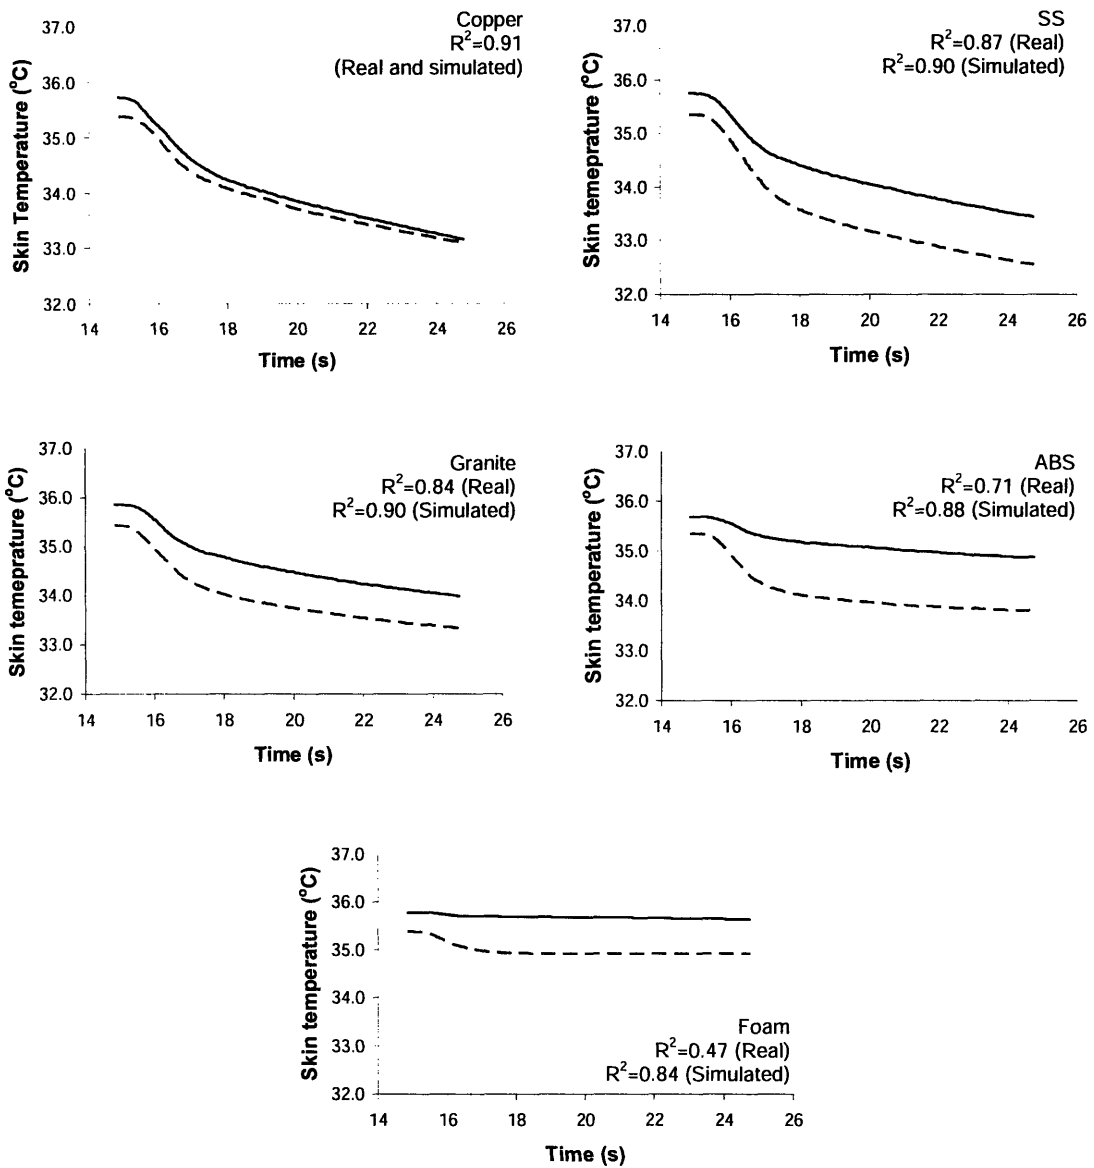 Copper
R²=0.91
(Real and simulated)
37.0
36.0
35.0
34.0
33.0
32.0
Skin Temperature (°C)
14 16 18 20 22 24 26
Time (s)
SS
R²=0.87 (Real)
R²=0.90 (Simulated)
37.0
36.0
35.0
34.0
33.0
32.0
Skin temeprature (°C)
14 16 18 20 22 24 26
Time (s)
Granite
R²=0.84 (Real)
R²=0.90 (Simulated)
37.0
36.0
35.0
34.0
33.0
32.0
Skin temeprature (°C)
14 16 18 20 22 24 26
Time (s)
ABS
R²=0.71 (Real)
R²=0.88 (Simulated)
37.0
36.0
35.0
34.0
33.0
32.0
Skin temperature (°C)
14 16 18 20 22 24 26
Time (s)
37.0
36.0
35.0
34.0
33.0
32.0
Skin temperature (°C)
Foam
R²=0.47 (Real)
R²=0.84 (Simulated)
14 16 18 20 22 24 26
Time (s)